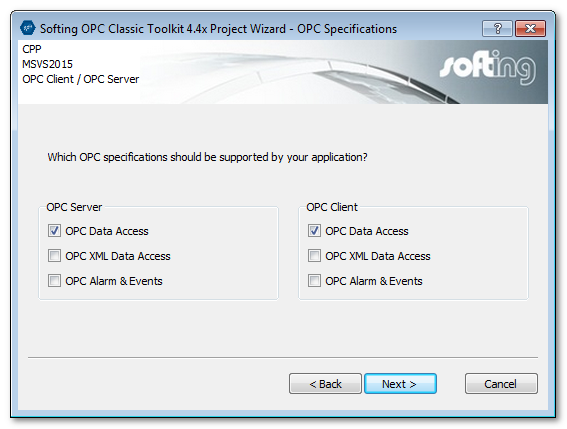 Softing OPC Classic Toolkit 4.4x Project Wizard - OPC Specifications
?
CPP
MSVS2015
OPC Client / OPC Server
softing
Which OPC specifications should be supported by your application?
OPC Server
OPC Data Access
OPC XML Data Access
OPC Alarm & Events
OPC Client
OPC Data Access
OPC XML Data Access
OPC Alarm & Events
< Back
Next >
Cancel